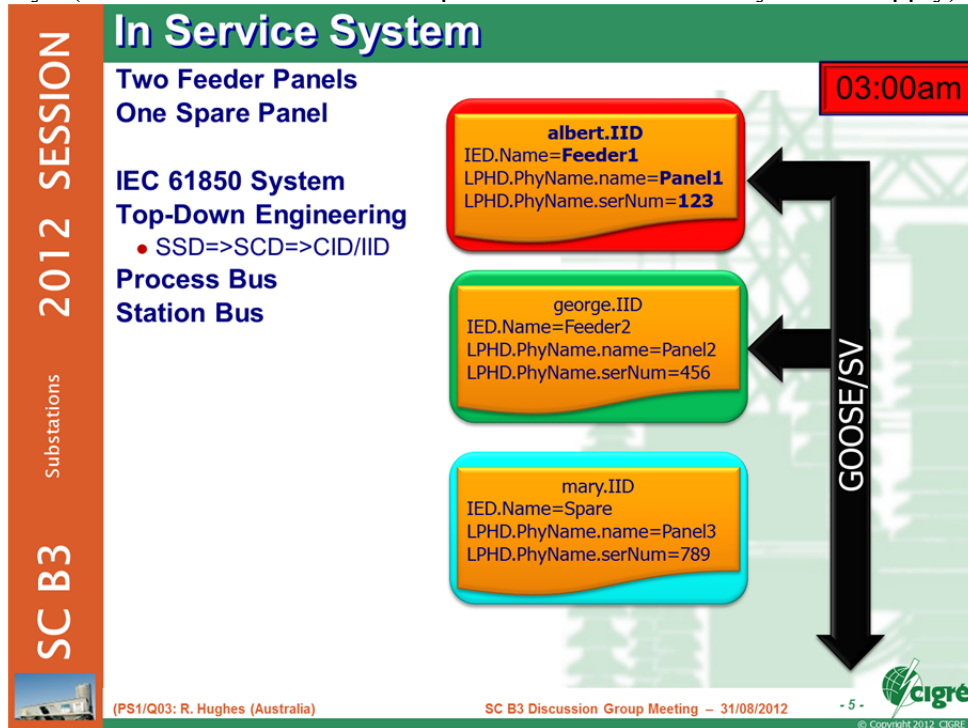 In Service System
Two Feeder Panels
One Spare Panel
IEC 61850 System
Top-Down Engineering
• SSD=>SCD=>CID/IID
Process Bus
Station Bus
03:00am
albert.IID
IED.Name=Feeder1
LPHD.PhyName.name=Panel1
LPHD.PhyName.serNum=123
george.IID
IED.Name=Feeder2
LPHD.PhyName.name=Panel2
LPHD.PhyName.serNum=456
mary.IID
IED.Name=Spare
LPHD.PhyName.name=Panel3
LPHD.PhyName.serNum=789
GOOSE/SV
SC B3 Substations 2012 SESSION
(PS1/Q03: R. Hughes (Australia)
SC B3 Discussion Group Meeting – 31/08/2012
- 5 -
cigré
© Copyright 2012 CIGRE